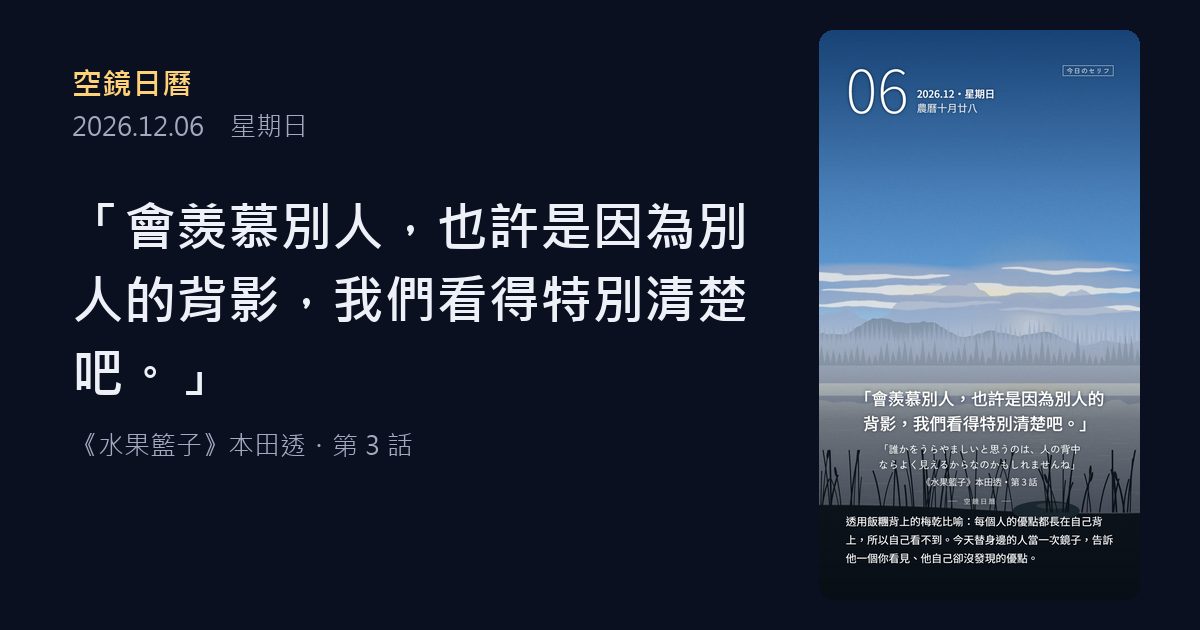 空鏡日曆
2026.12.06　星期日
「會羨慕別人，也許是因為別
人的背影，我們看得特別清楚
吧。」
《水果籃子》本田透・第 3 話
06
2026.12・星期日
農曆十月廿八
今日のセリフ
「會羨慕別人，也許是因為別人的
背影，我們看得特別清楚吧。」
「誰かをうらやましいと思うのは、人の背中
ならよく見えるからなのかもしれませんね」
《水果籃子》本田透・第 3 話
空鏡日曆
透用飯糰背上的梅乾比喻：每個人的優點都長在自己背
上，所以自己看不到。今天替身邊的人當一次鏡子，告訴
他一個你看見、他自己卻沒發現的優點。